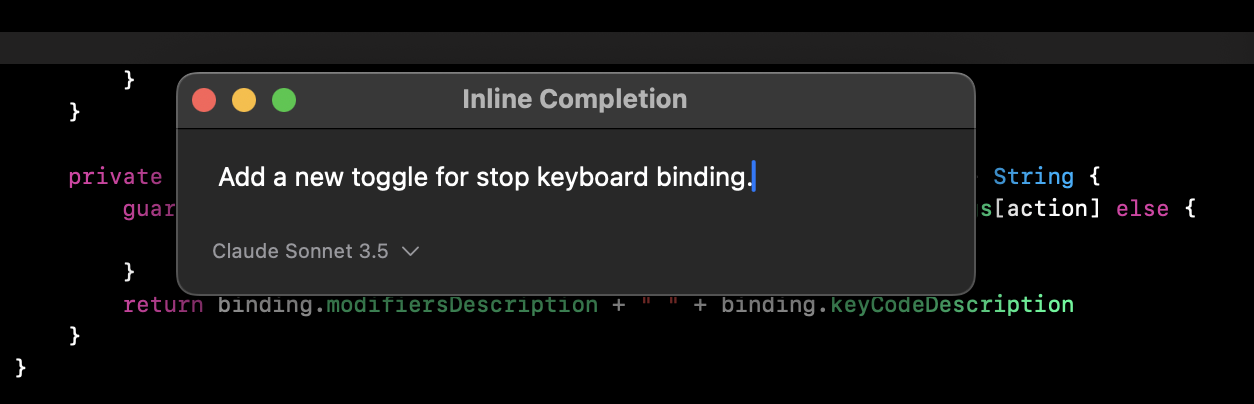 }
}
Inline Completion
Add a new toggle for stop keyboard binding.
private String {
[action] else {
Claude Sonnet 3.5
}
return binding.modifiersDescription + " " + binding.keyCodeDescription
}
}